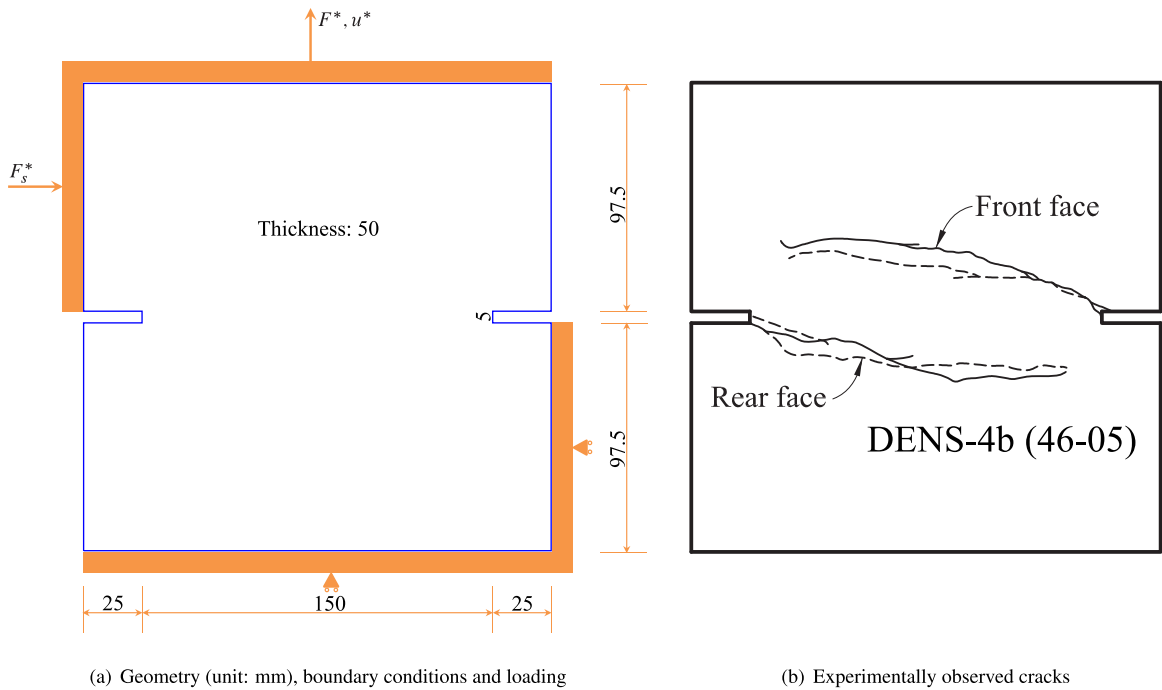 F*, u*
F_s*
Thickness: 50
97.5
5
97.5
25
150
25
(a) Geometry (unit: mm), boundary conditions and loading
Front face
Rear face
DENS-4b (46-05)
(b) Experimentally observed cracks